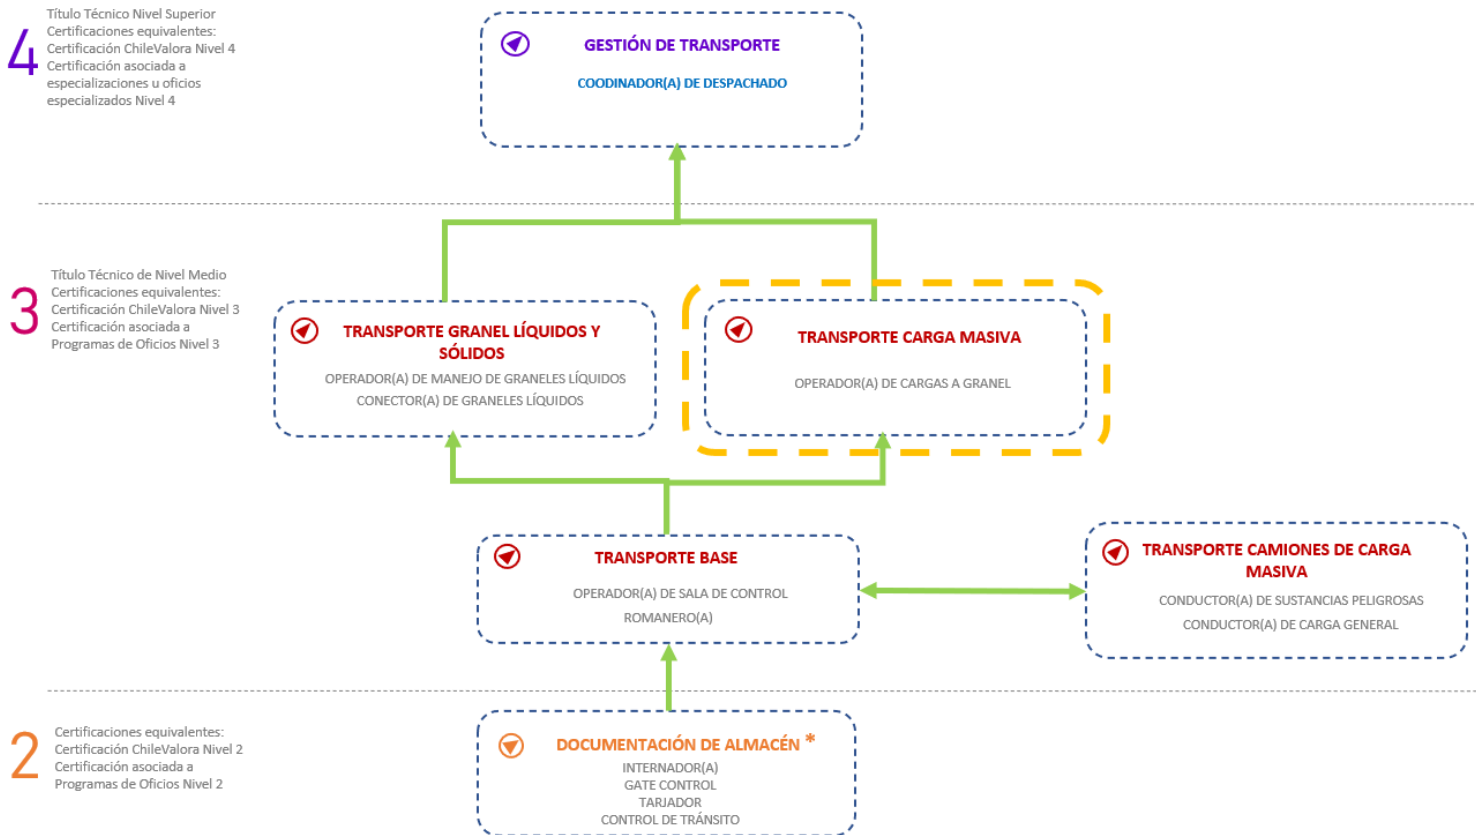 4
Título Técnico Nivel Superior
Certificaciones equivalentes:
Certificación ChileValora Nivel 4
Certificación asociada a
especializaciones u oficios
especializados Nivel 4
GESTIÓN DE TRANSPORTE
COODINADOR(A) DE DESPACHADO
3
Título Técnico de Nivel Medio
Certificaciones equivalentes:
Certificación ChileValora Nivel 3
Certificación asociada a
Programas de Oficios Nivel 3
TRANSPORTE GRANEL LÍQUIDOS Y
SÓLIDOS
OPERADOR(A) DE MANEJO DE GRANELES LÍQUIDOS
CONECTOR(A) DE GRANELES LÍQUIDOS
TRANSPORTE CARGA MASIVA
OPERADOR(A) DE CARGAS A GRANEL
TRANSPORTE BASE
OPERADOR(A) DE SALA DE CONTROL
ROMANERO(A)
TRANSPORTE CAMIONES DE CARGA
MASIVA
CONDUCTOR(A) DE SUSTANCIAS PELIGROSAS
CONDUCTOR(A) DE CARGA GENERAL
2
Certificaciones equivalentes:
Certificación ChileValora Nivel 2
Certificación asociada a
Programas de Oficios Nivel 2
DOCUMENTACIÓN DE ALMACÉN *
INTERNADOR(A)
GATE CONTROL
TARJADOR
CONTROL DE TRÁNSITO